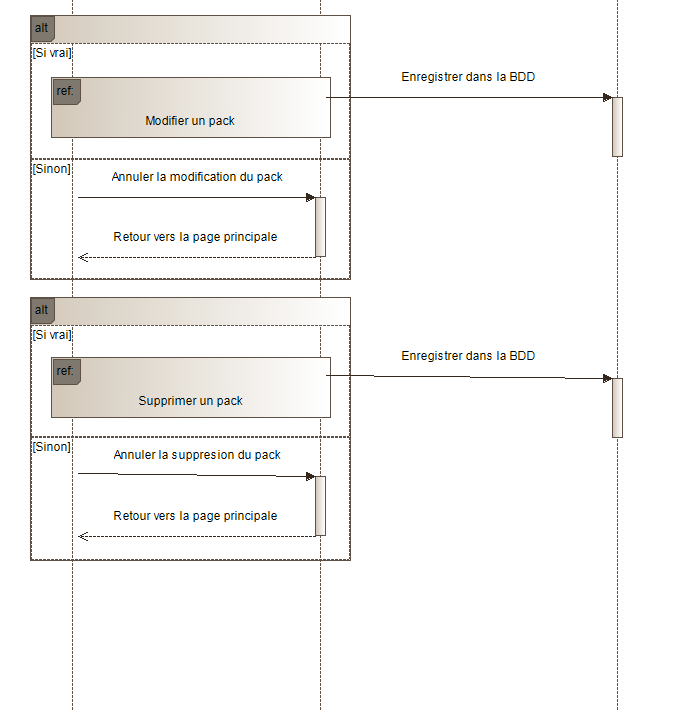 alt
[Si vrai]
Enregistrer dans la BDD
ref:
Modifier un pack
[Sinon]
Annuler la modification du pack
Retour vers la page principale
alt
[Si vrai]
Enregistrer dans la BDD
ref:
Supprimer un pack
[Sinon]
Annuler la suppresion du pack
Retour vers la page principale